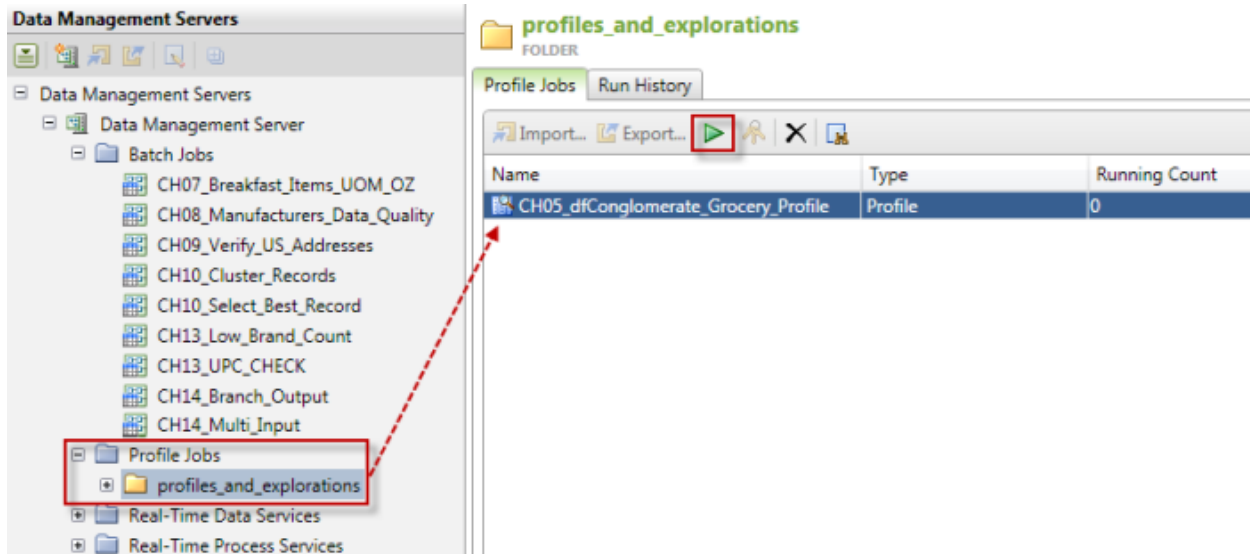 Data Management Servers
Data Management Servers
Data Management Server
Batch Jobs
CH07_Breakfast_Items_UOM_OZ
CH08_Manufacturers_Data_Quality
CH09_Verify_US_Addresses
CH10_Cluster_Records
CH10_Select_Best_Record
CH13_Low_Brand_Count
CH13_UPC_CHECK
CH14_Branch_Output
CH14_Multi_Input
Profile Jobs
profiles_and_explorations
Real-Time Data Services
Real-Time Process Services
profiles_and_explorations
FOLDER
Profile Jobs Run History
Import... Export...
Name Type Running Count
CH05_dfConglomerate_Grocery_Profile Profile 0